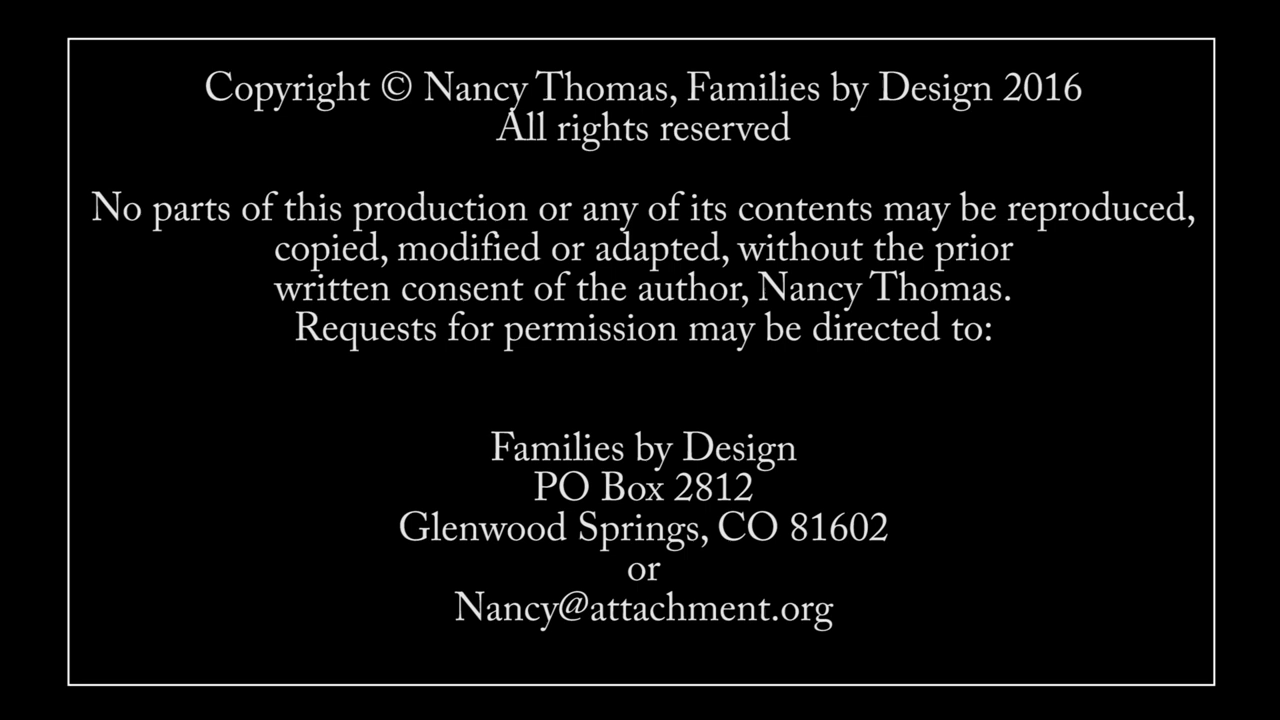 Copyright © Nancy Thomas, Families by Design 2016
All rights reserved
No parts of this production or any of its contents may be reproduced,
copied, modified or adapted, without the prior
written consent of the author, Nancy Thomas.
Requests for permission may be directed to:
Families by Design
PO Box 2812
Glenwood Springs, CO 81602
or
Nancy@attachment.org